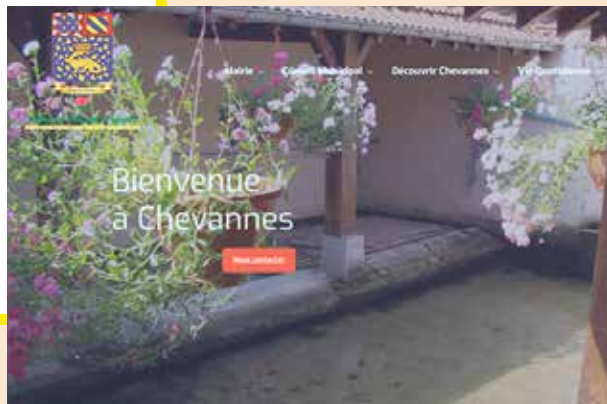 Mairie
Conseil Municipal
Découvrir Chevannes
Vie Quotidienne
Bienvenue
à Chevannes
Nous contacter